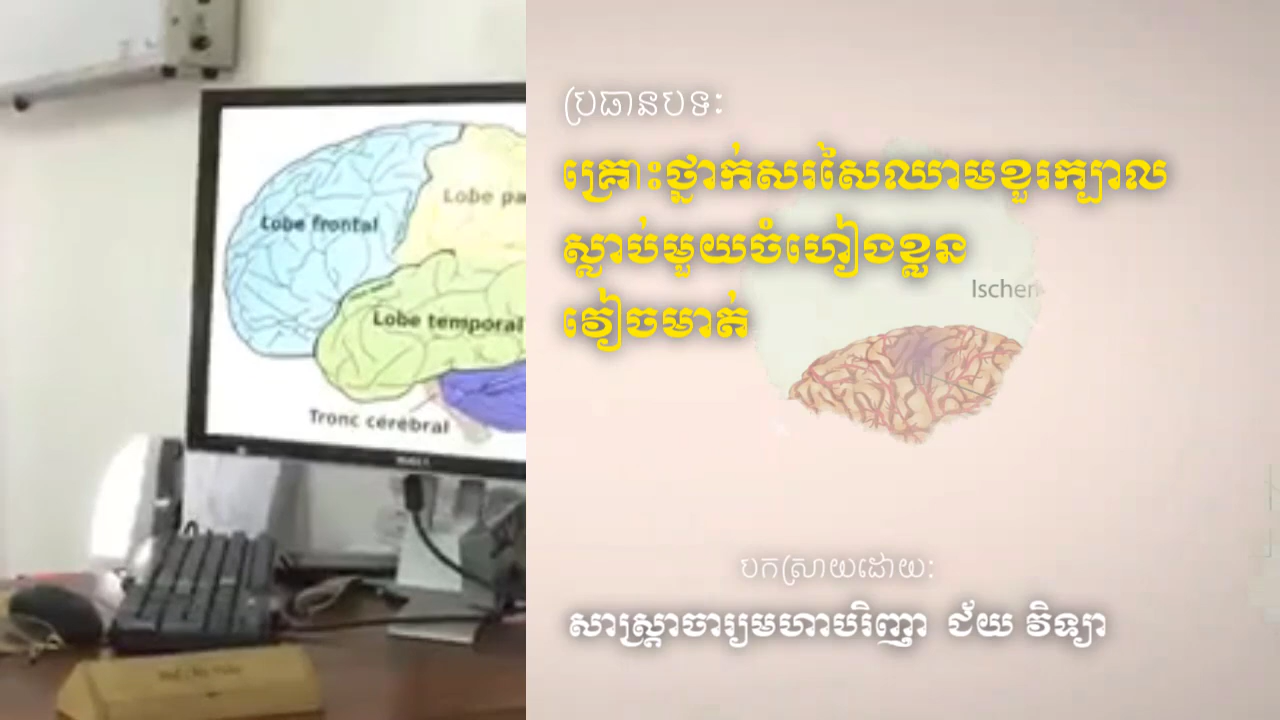 Lobe frontal
Lobe pa
Lobe temporal
Tronc cérébral
ប្រធានបទៈ
គ្រោះថ្នាក់សរសៃឈាមខួរក្បាល
ស្លាប់មួយចំហៀងខ្លួន
វៀចមាត់
Ischem
បកស្រាយដោយៈ
សាស្ត្រាចារ្យមហាបរិញ្ញា ជ័យ វិទ្យា